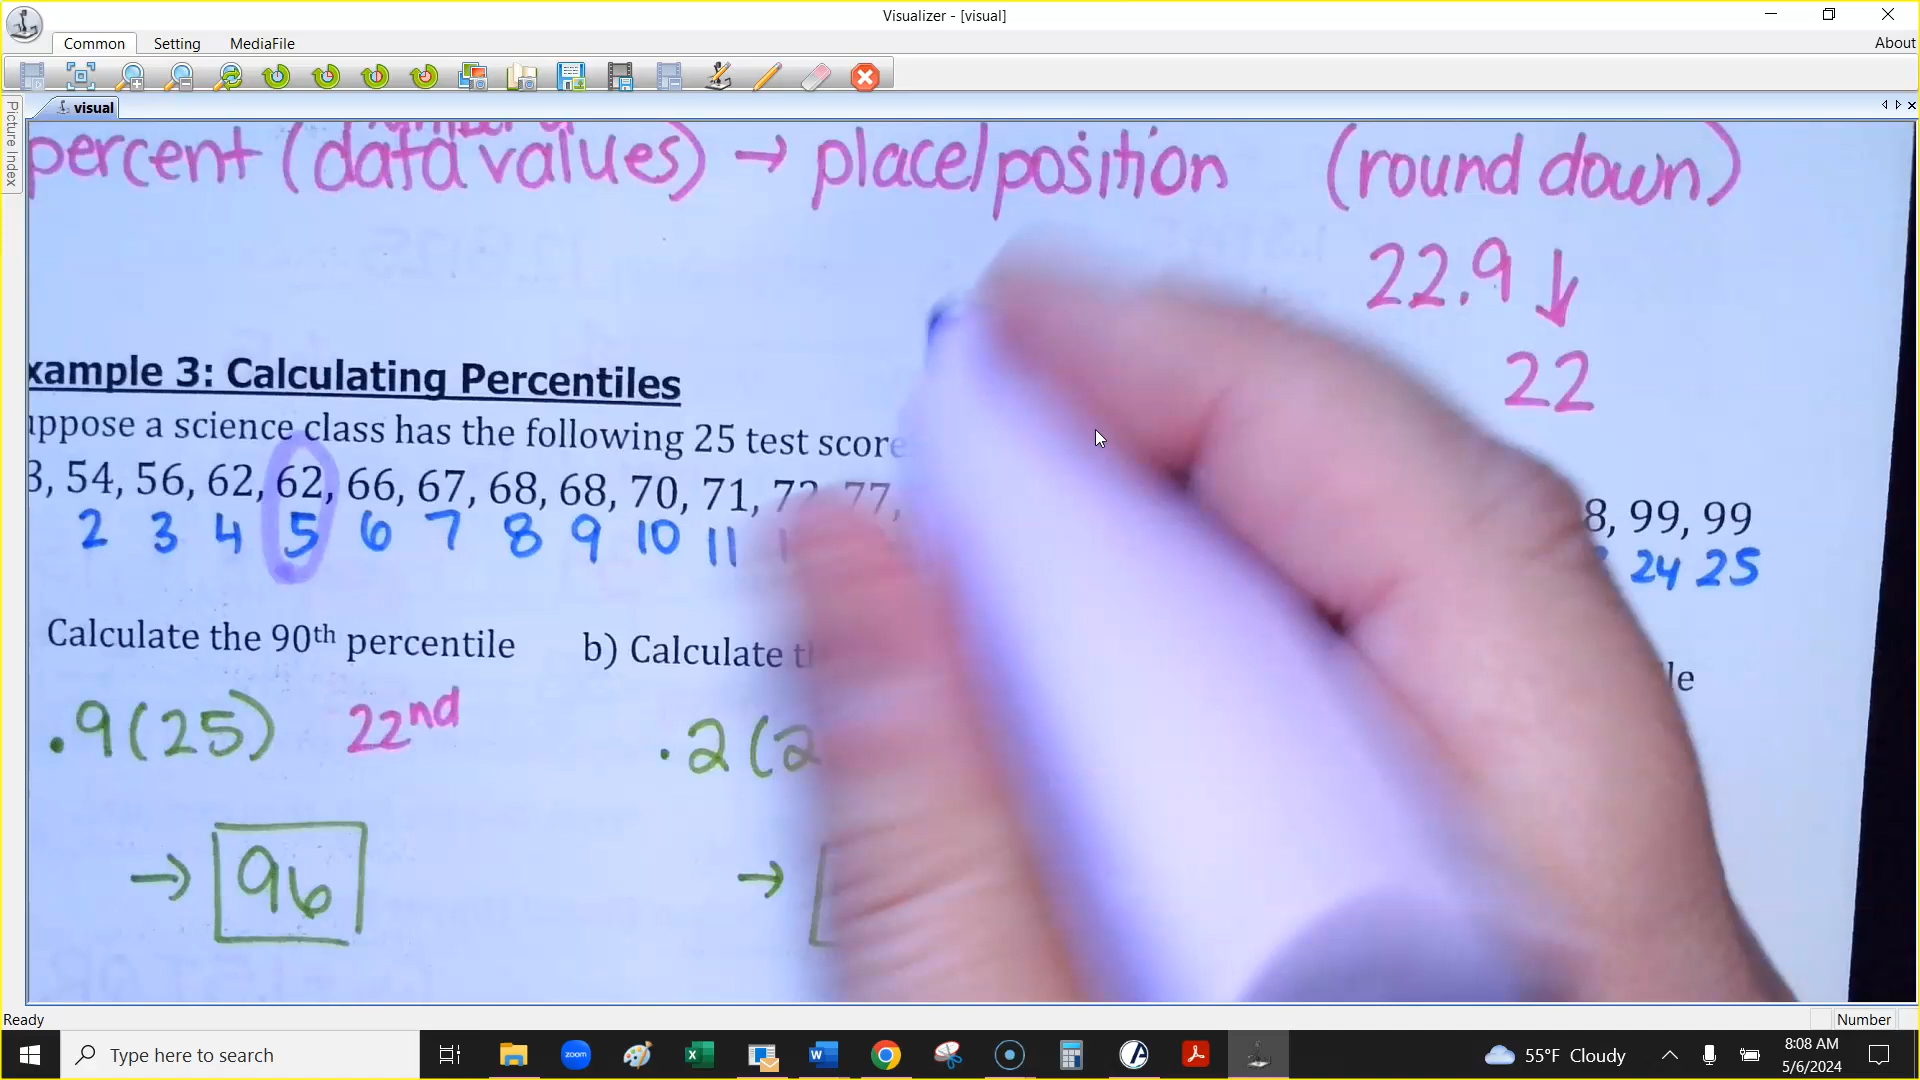 Visualizer - [visual]
Common Setting MediaFile About
visual
Picture Index
percent (data values) → place/position (round down)
22.9 ↓
22
xample 3: Calculating Percentiles
uppose a science class has the following 25 test score
3, 54, 56, 62, 62, 66, 67, 68, 68, 70, 71, 77, 8, 99, 99
2 3 4 5 6 7 8 9 10 11 24 25
Calculate the 90th percentile b) Calculate le
.9(25) 22nd .2(2
→ 96 →
Ready Number
Type here to search zoom 55°F Cloudy 8:08 AM
5/6/2024